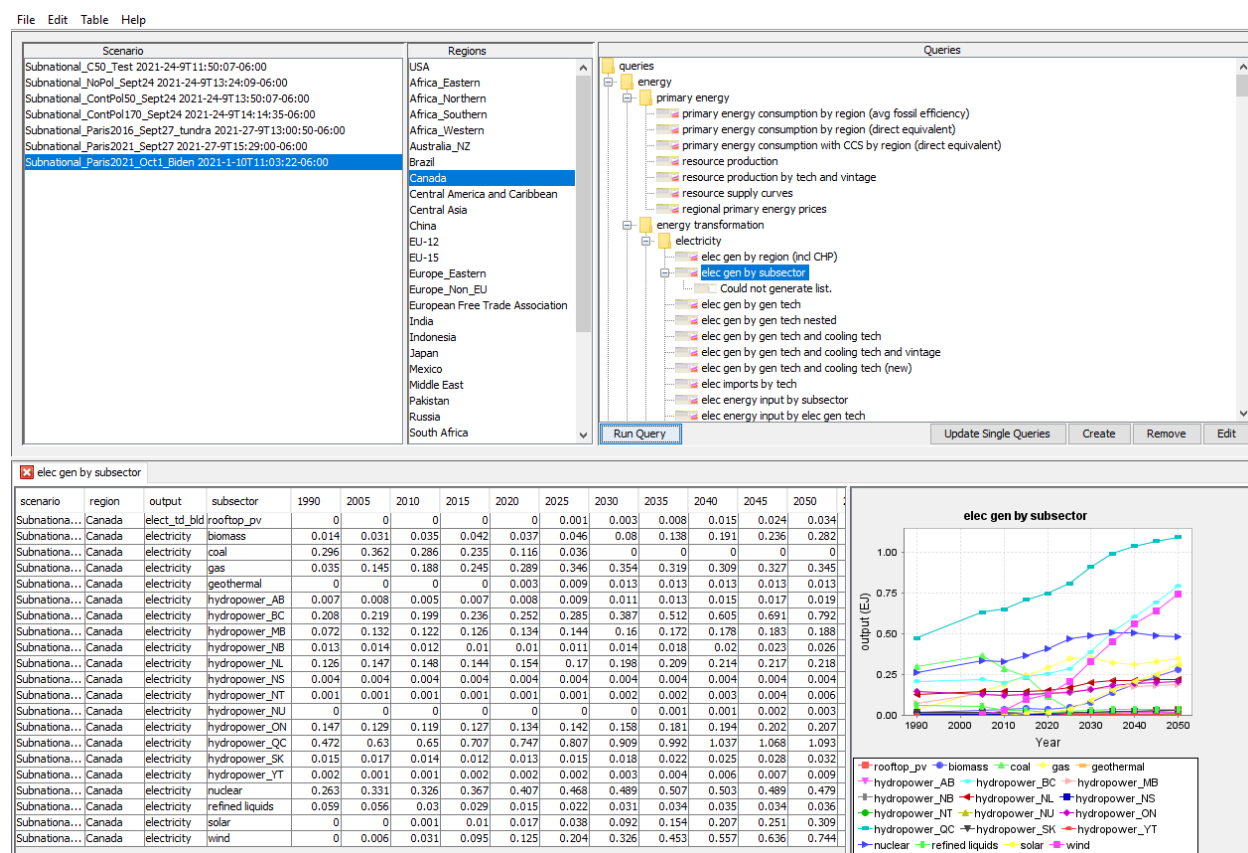 File Edit Table Help
Scenario
Subnational_C50_Test 2021-24-9T11:50:07-06:00
Subnational_NoPol_Sept24 2021-24-9T13:24:09-06:00
Subnational_ContPol50_Sept24 2021-24-9T13:50:07-06:00
Subnational_ContPol170_Sept24 2021-24-9T14:14:35-06:00
Subnational_Paris2016_Sept27_tundra 2021-27-9T13:00:50-06:00
Subnational_Paris2021_Sept27 2021-27-9T15:29:00-06:00
Subnational_Paris2021_Oct1_Biden 2021-1-10T11:03:22-06:00
Regions
USA
Africa_Eastern
Africa_Northern
Africa_Southern
Africa_Western
Australia_NZ
Brazil
Canada
Central America and Caribbean
Central Asia
China
EU-12
EU-15
Europe_Eastern
Europe_Non_EU
European Free Trade Association
India
Indonesia
Japan
Mexico
Middle East
Pakistan
Russia
South Africa
Queries
queries
energy
primary energy
primary energy consumption by region (avg fossil efficiency)
primary energy consumption by region (direct equivalent)
primary energy consumption with CCS by region (direct equivalent)
resource production
resource production by tech and vintage
resource supply curves
regional primary energy prices
energy transformation
electricity
elec gen by region (incl CHP)
elec gen by subsector
Could not generate list.
elec gen by gen tech
elec gen by gen tech nested
elec gen by gen tech and cooling tech
elec gen by gen tech and cooling tech and vintage
elec gen by gen tech and cooling tech (new)
elec imports by tech
elec energy input by subsector
elec energy input by elec gen tech
Run Query Update Single Queries Create Remove Edit
elec gen by subsector
scenario region output subsector 1990 2005 2010 2015 2020 2025 2030 2035 2040 2045 2050
Subnationa... Canada elect_td_bld rooftop_pv 0 0 0 0 0 0.001 0.003 0.008 0.015 0.024 0.034
Subnationa... Canada electricity biomass 0.014 0.031 0.035 0.042 0.037 0.046 0.08 0.138 0.191 0.236 0.282
Subnationa... Canada electricity coal 0.296 0.362 0.286 0.235 0.116 0.036 0 0 0 0 0
Subnationa... Canada electricity gas 0.035 0.145 0.188 0.245 0.289 0.346 0.354 0.319 0.309 0.327 0.345
Subnationa... Canada electricity geothermal 0 0 0 0 0.003 0.009 0.013 0.013 0.013 0.013 0.013
Subnationa... Canada electricity hydropower_AB 0.007 0.008 0.005 0.007 0.008 0.009 0.011 0.013 0.015 0.017 0.019
Subnationa... Canada electricity hydropower_BC 0.208 0.219 0.199 0.236 0.252 0.285 0.387 0.512 0.605 0.691 0.792
Subnationa... Canada electricity hydropower_MB 0.072 0.132 0.122 0.126 0.134 0.144 0.16 0.172 0.178 0.183 0.188
Subnationa... Canada electricity hydropower_NB 0.013 0.014 0.012 0.01 0.01 0.011 0.014 0.018 0.02 0.023 0.026
Subnationa... Canada electricity hydropower_NL 0.126 0.147 0.148 0.144 0.154 0.17 0.198 0.209 0.214 0.217 0.218
Subnationa... Canada electricity hydropower_NS 0.004 0.004 0.004 0.004 0.004 0.004 0.004 0.004 0.004 0.004 0.004
Subnationa... Canada electricity hydropower_NT 0.001 0.001 0.001 0.001 0.001 0.001 0.002 0.002 0.003 0.004 0.006
Subnationa... Canada electricity hydropower_NU 0 0 0 0 0 0 0 0.001 0.001 0.002 0.003
Subnationa... Canada electricity hydropower_ON 0.147 0.129 0.119 0.127 0.134 0.142 0.158 0.181 0.194 0.202 0.207
Subnationa... Canada electricity hydropower_QC 0.472 0.63 0.65 0.707 0.747 0.807 0.909 0.992 1.037 1.068 1.093
Subnationa... Canada electricity hydropower_SK 0.015 0.017 0.014 0.012 0.013 0.015 0.018 0.022 0.025 0.028 0.032
Subnationa... Canada electricity hydropower_YT 0.002 0.001 0.001 0.002 0.002 0.002 0.003 0.004 0.006 0.007 0.009
Subnationa... Canada electricity nuclear 0.263 0.331 0.326 0.367 0.407 0.468 0.489 0.507 0.503 0.489 0.479
Subnationa... Canada electricity refined liquids 0.059 0.056 0.03 0.029 0.015 0.022 0.031 0.034 0.035 0.034 0.036
Subnationa... Canada electricity solar 0 0 0.001 0.01 0.017 0.038 0.092 0.154 0.207 0.251 0.309
Subnationa... Canada electricity wind 0 0.006 0.031 0.095 0.125 0.204 0.326 0.453 0.557 0.636 0.744
elec gen by subsector
output (EJ)
1.00
0.75
0.50
0.25
0.00
1990 2000 2010 2020 2030 2040 2050
Year
rooftop_pv biomass coal gas geothermal
hydropower_AB hydropower_BC hydropower_MB
hydropower_NB hydropower_NL hydropower_NS
hydropower_NT hydropower_NU hydropower_ON
hydropower_QC hydropower_SK hydropower_YT
nuclear refined liquids solar wind